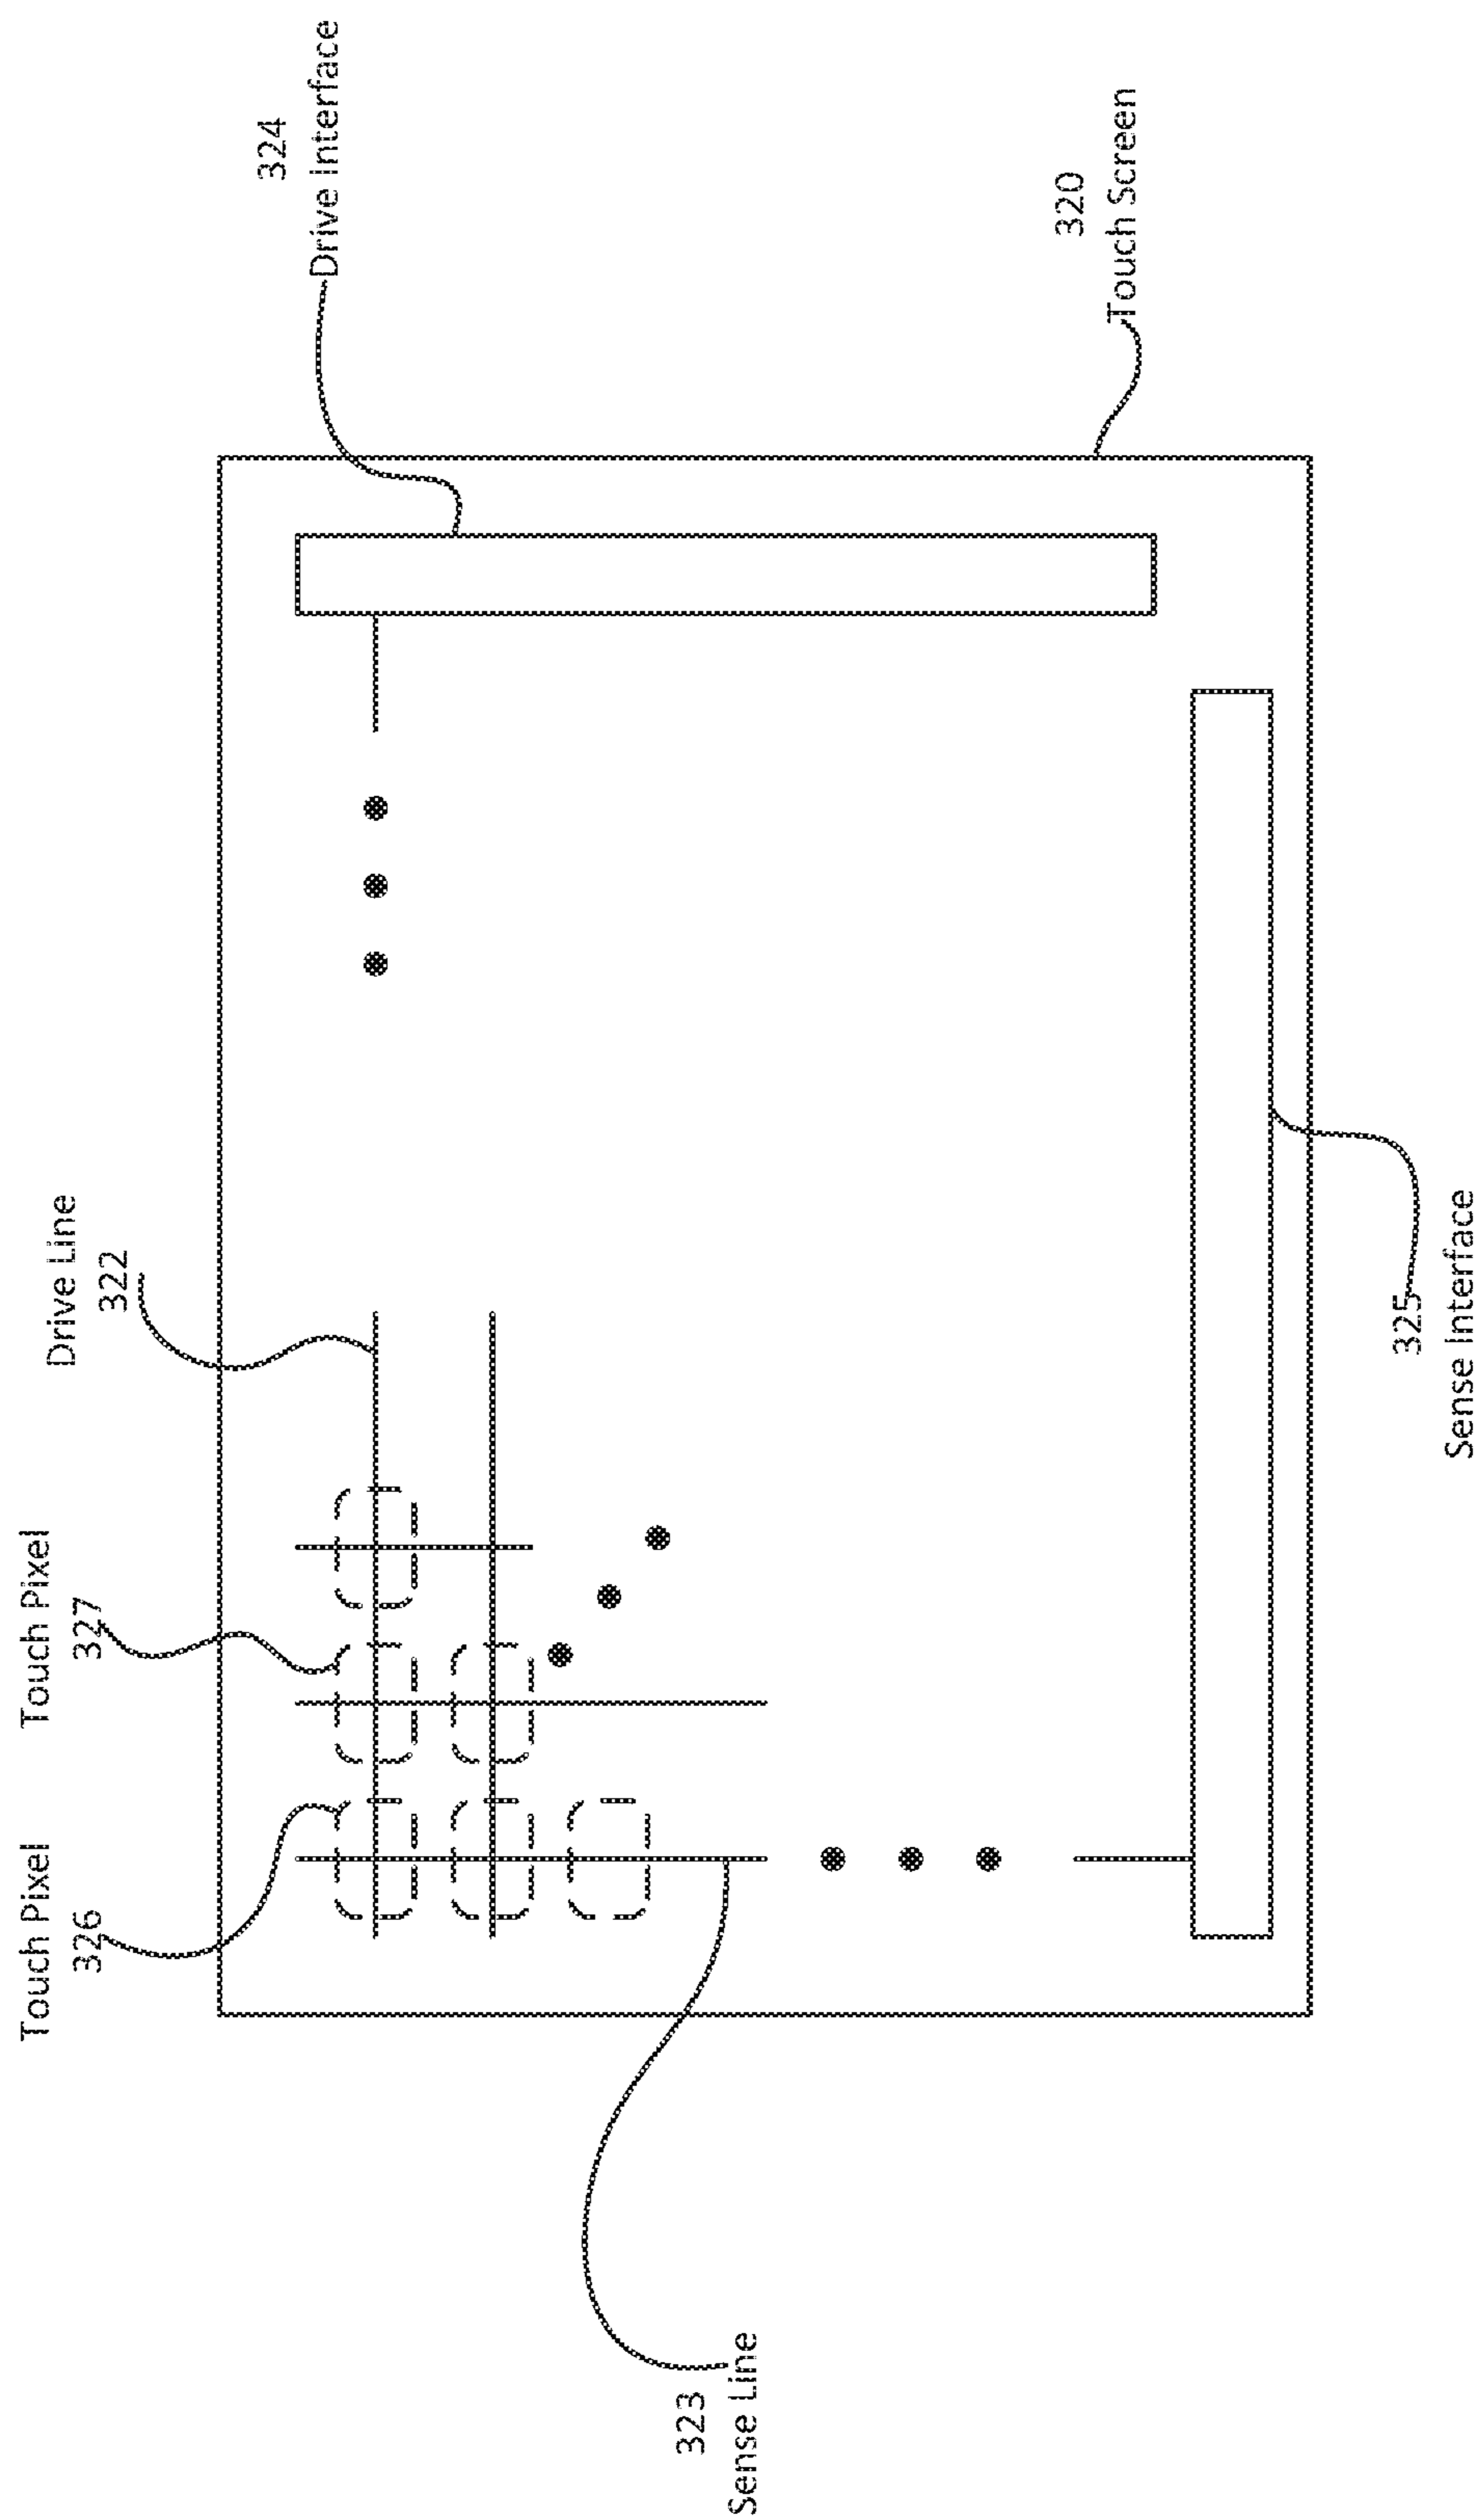 Touch Pixel
326
Touch Pixel
327
Drive Line
322
324
Drive Interface
323
Sense Line
320
Touch Screen
325
Sense Interface